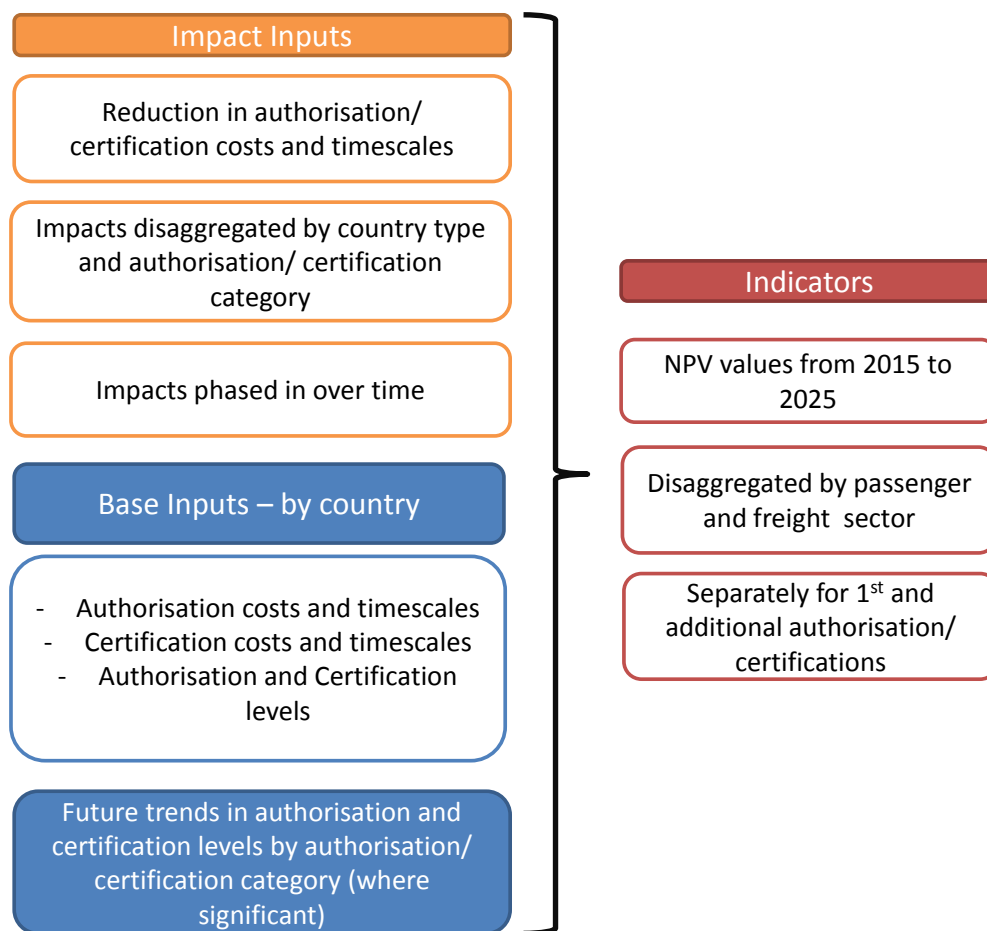 Impact Inputs
Reduction in authorisation/
certification costs and timescales
Impacts disaggregated by country type
and authorisation/ certification
category
Impacts phased in over time
Base Inputs – by country
- Authorisation costs and timescales
- Certification costs and timescales
- Authorisation and Certification
levels
Future trends in authorisation and
certification levels by authorisation/
certification category (where
significant)
Indicators
NPV values from 2015 to
2025
Disaggregated by passenger
and freight sector
Separately for 1st and
additional authorisation/
certifications